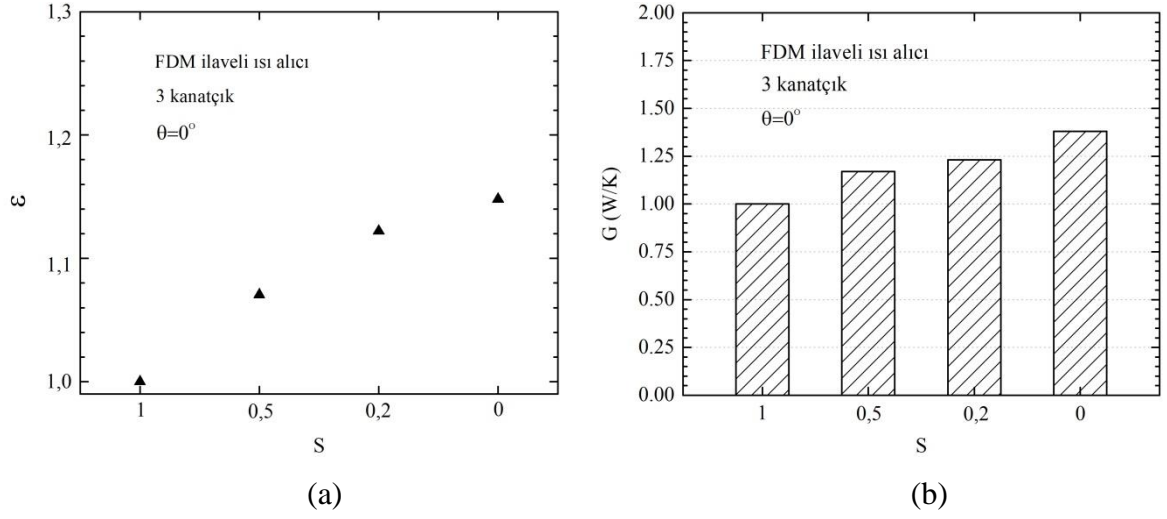 1,3
1,2
1,1
1,0
ε
FDM ilaveli ısı alıcı
3 kanatçık
θ=0°
1 0,5 0,2 0
S
(a)
2.00
1.75
1.50
1.25
1.00
0.75
0.50
0.25
0.00
G (W/K)
FDM ilaveli ısı alıcı
3 kanatçık
θ=0°
1 0,5 0,2 0
S
(b)